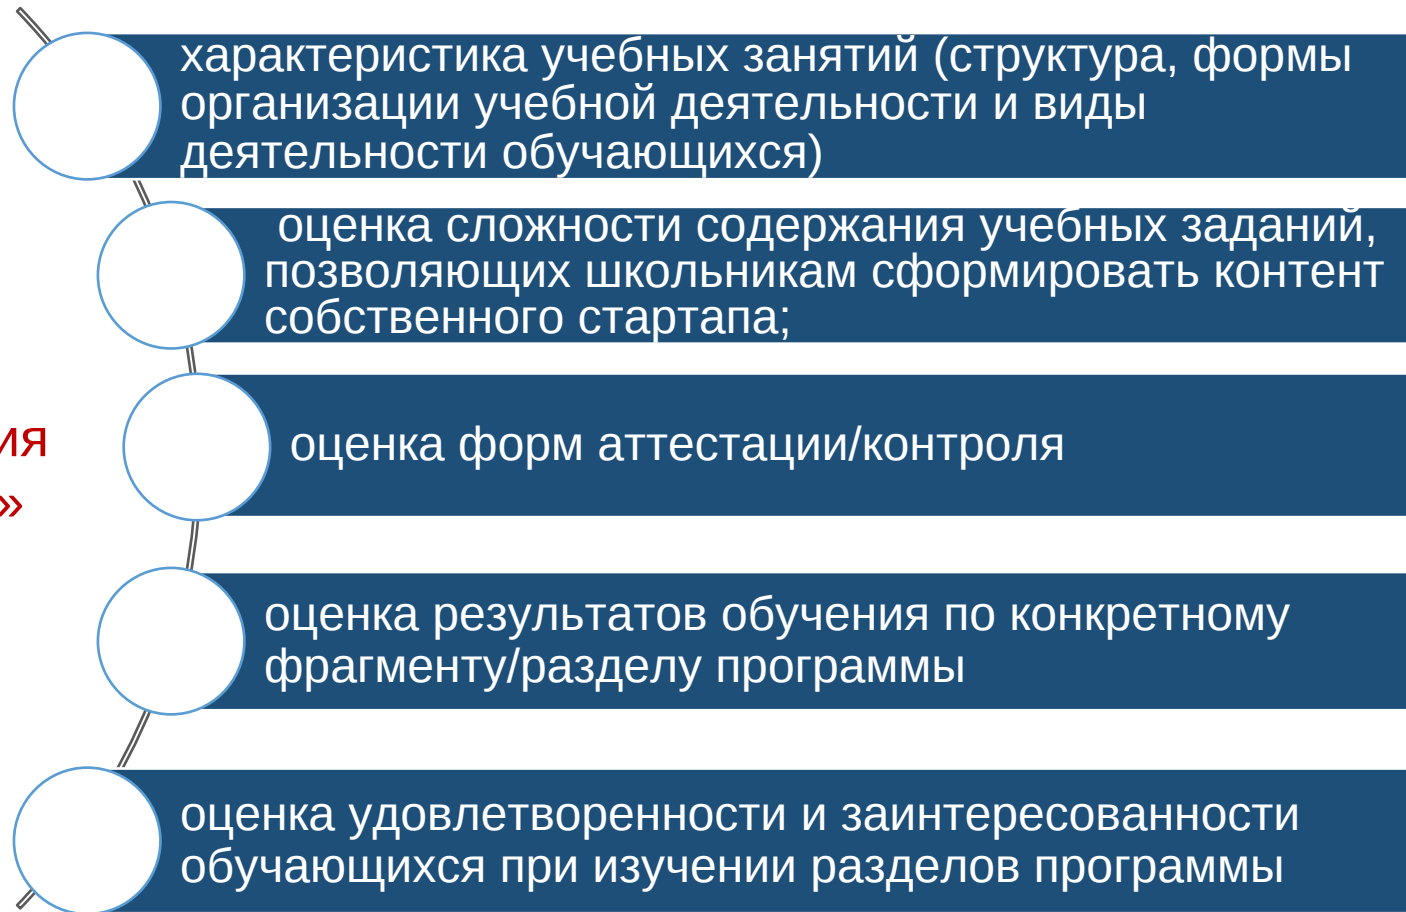 характеристика учебных занятий (структура, формы
организации учебной деятельности и виды
деятельности обучающихся)
оценка сложности содержания учебных заданий,
позволяющих школьникам сформировать контент
собственного стартапа;
ия
»
оценка форм аттестации/контроля
оценка результатов обучения по конкретному
фрагменту/разделу программы
оценка удовлетворенности и заинтересованности
обучающихся при изучении разделов программы